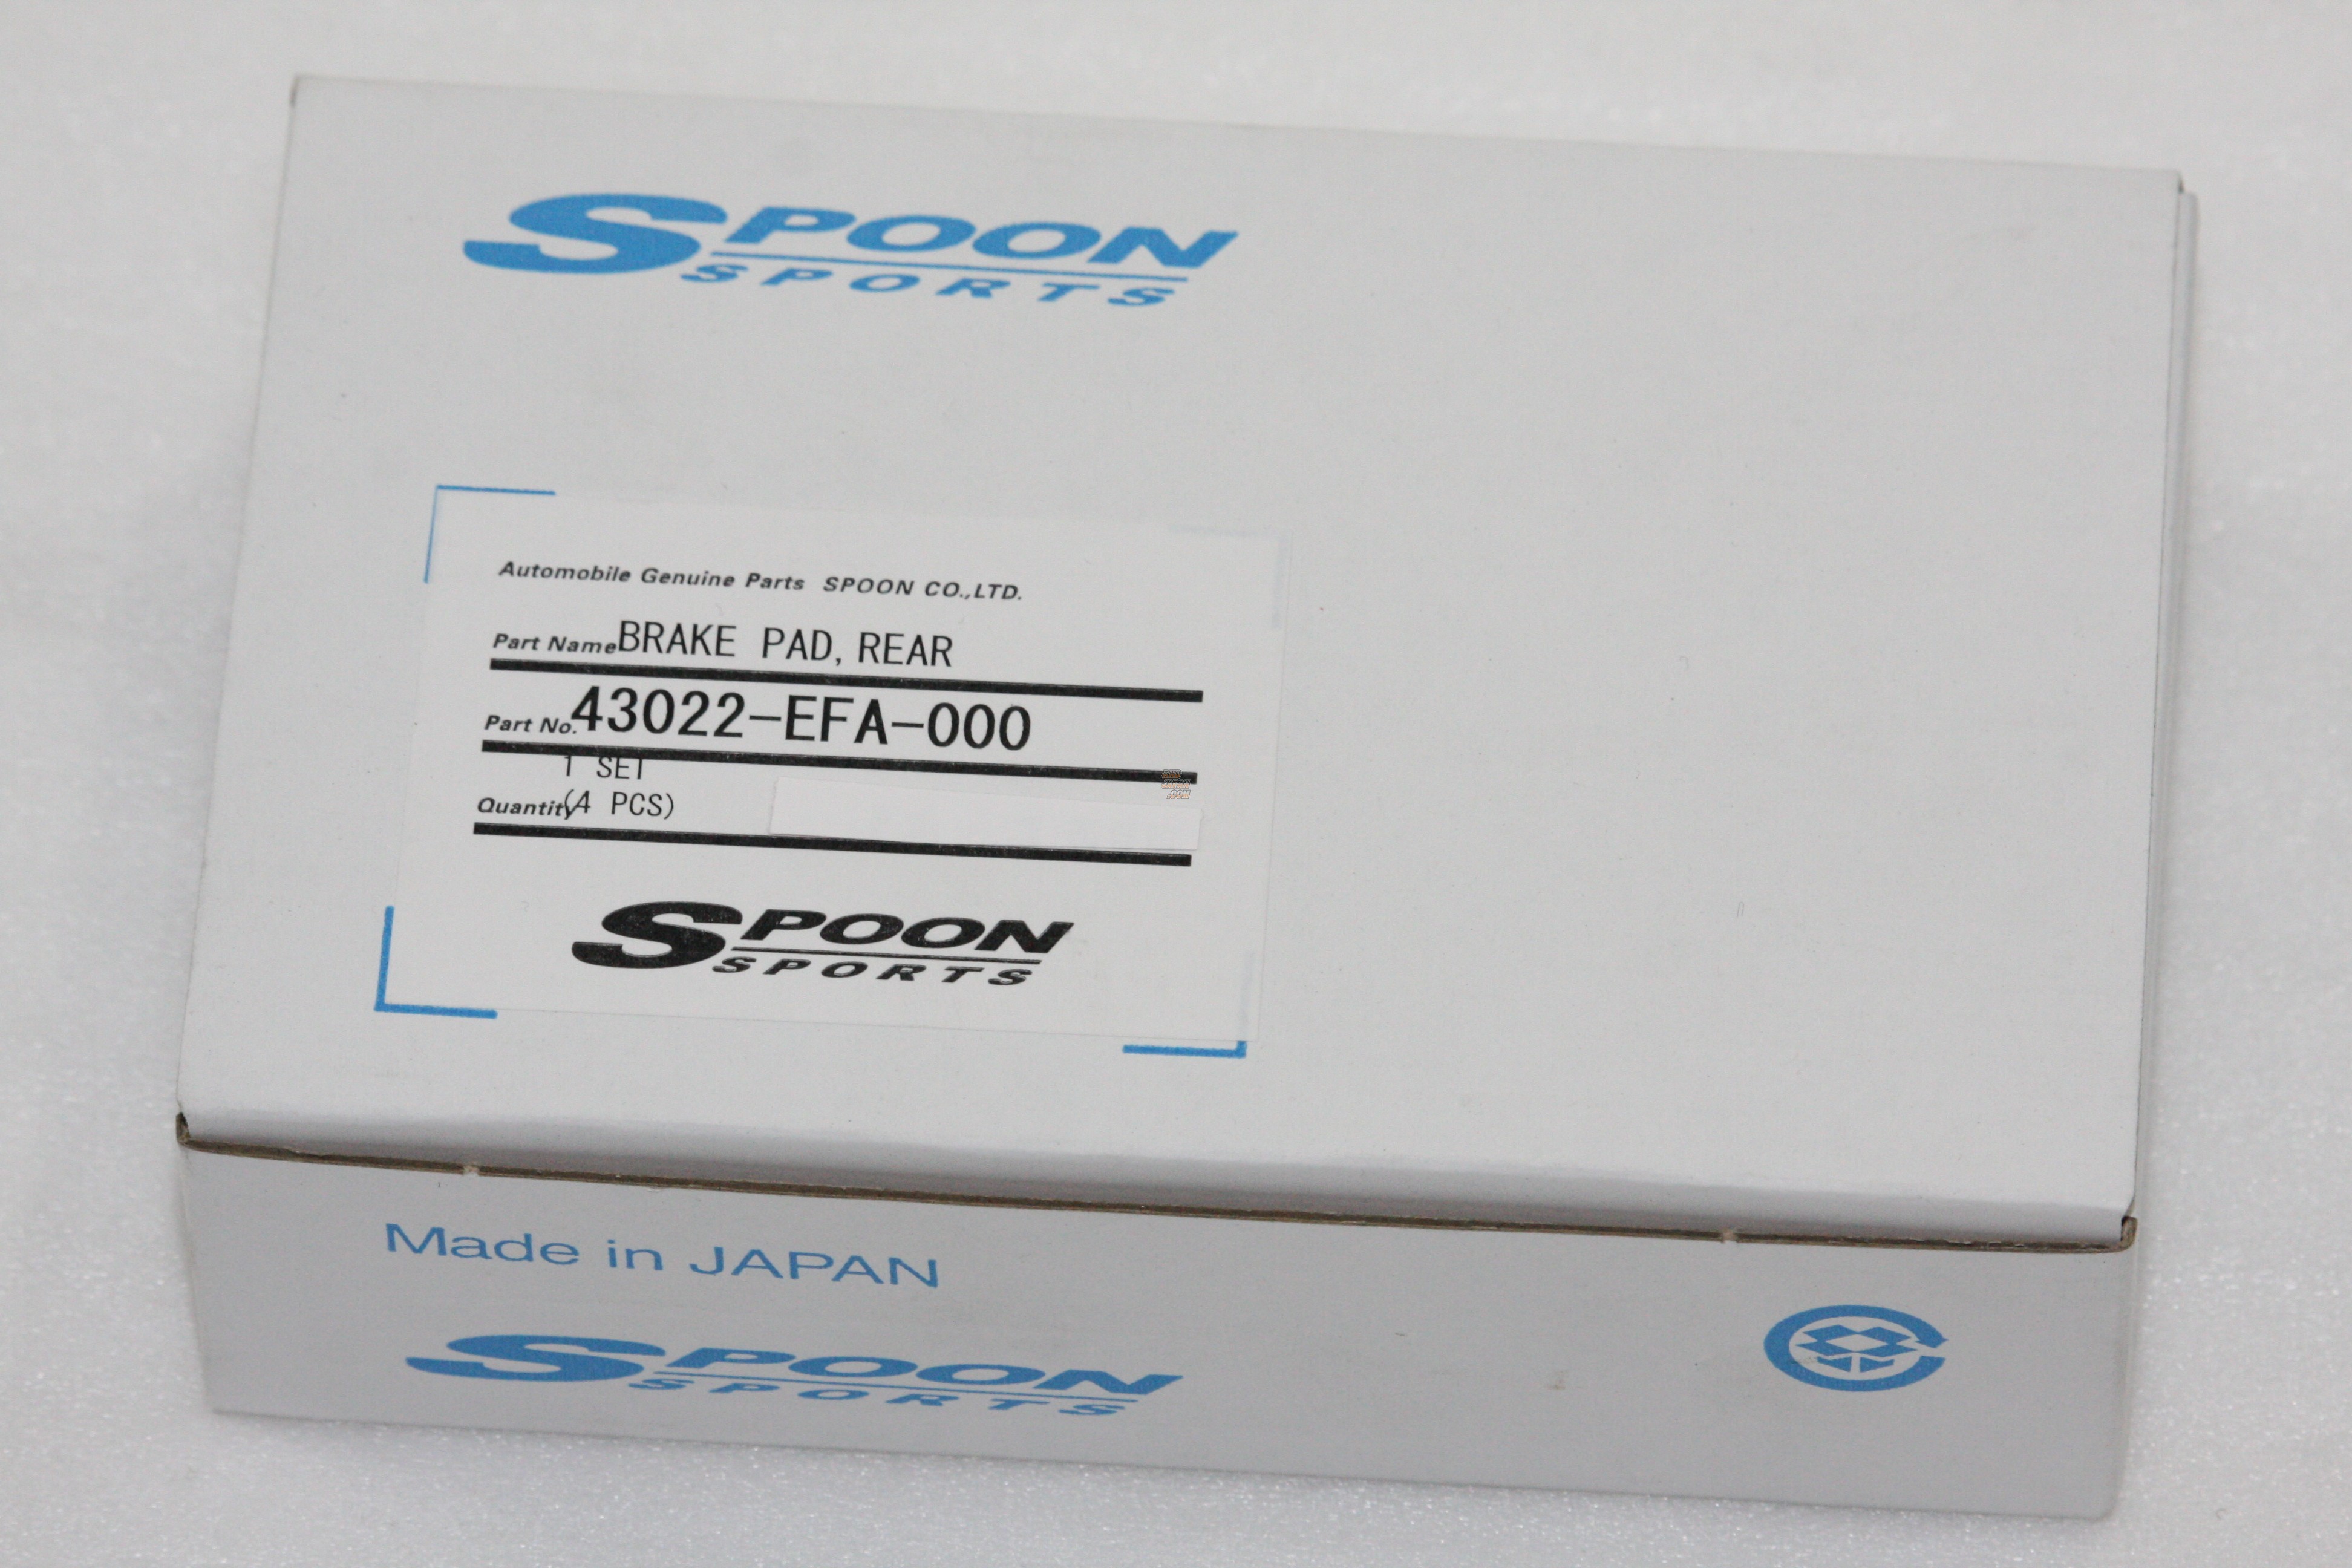 SPOON
SPORTS
Automobile Genuine Parts SPOON CO.,LTD.
Part Name BRAKE PAD, REAR
Part No. 43022-EFA-000
1 SET
Quantity (4 PCS)
SPOON
SPORTS
Made in JAPAN
SPOON
SPORTS